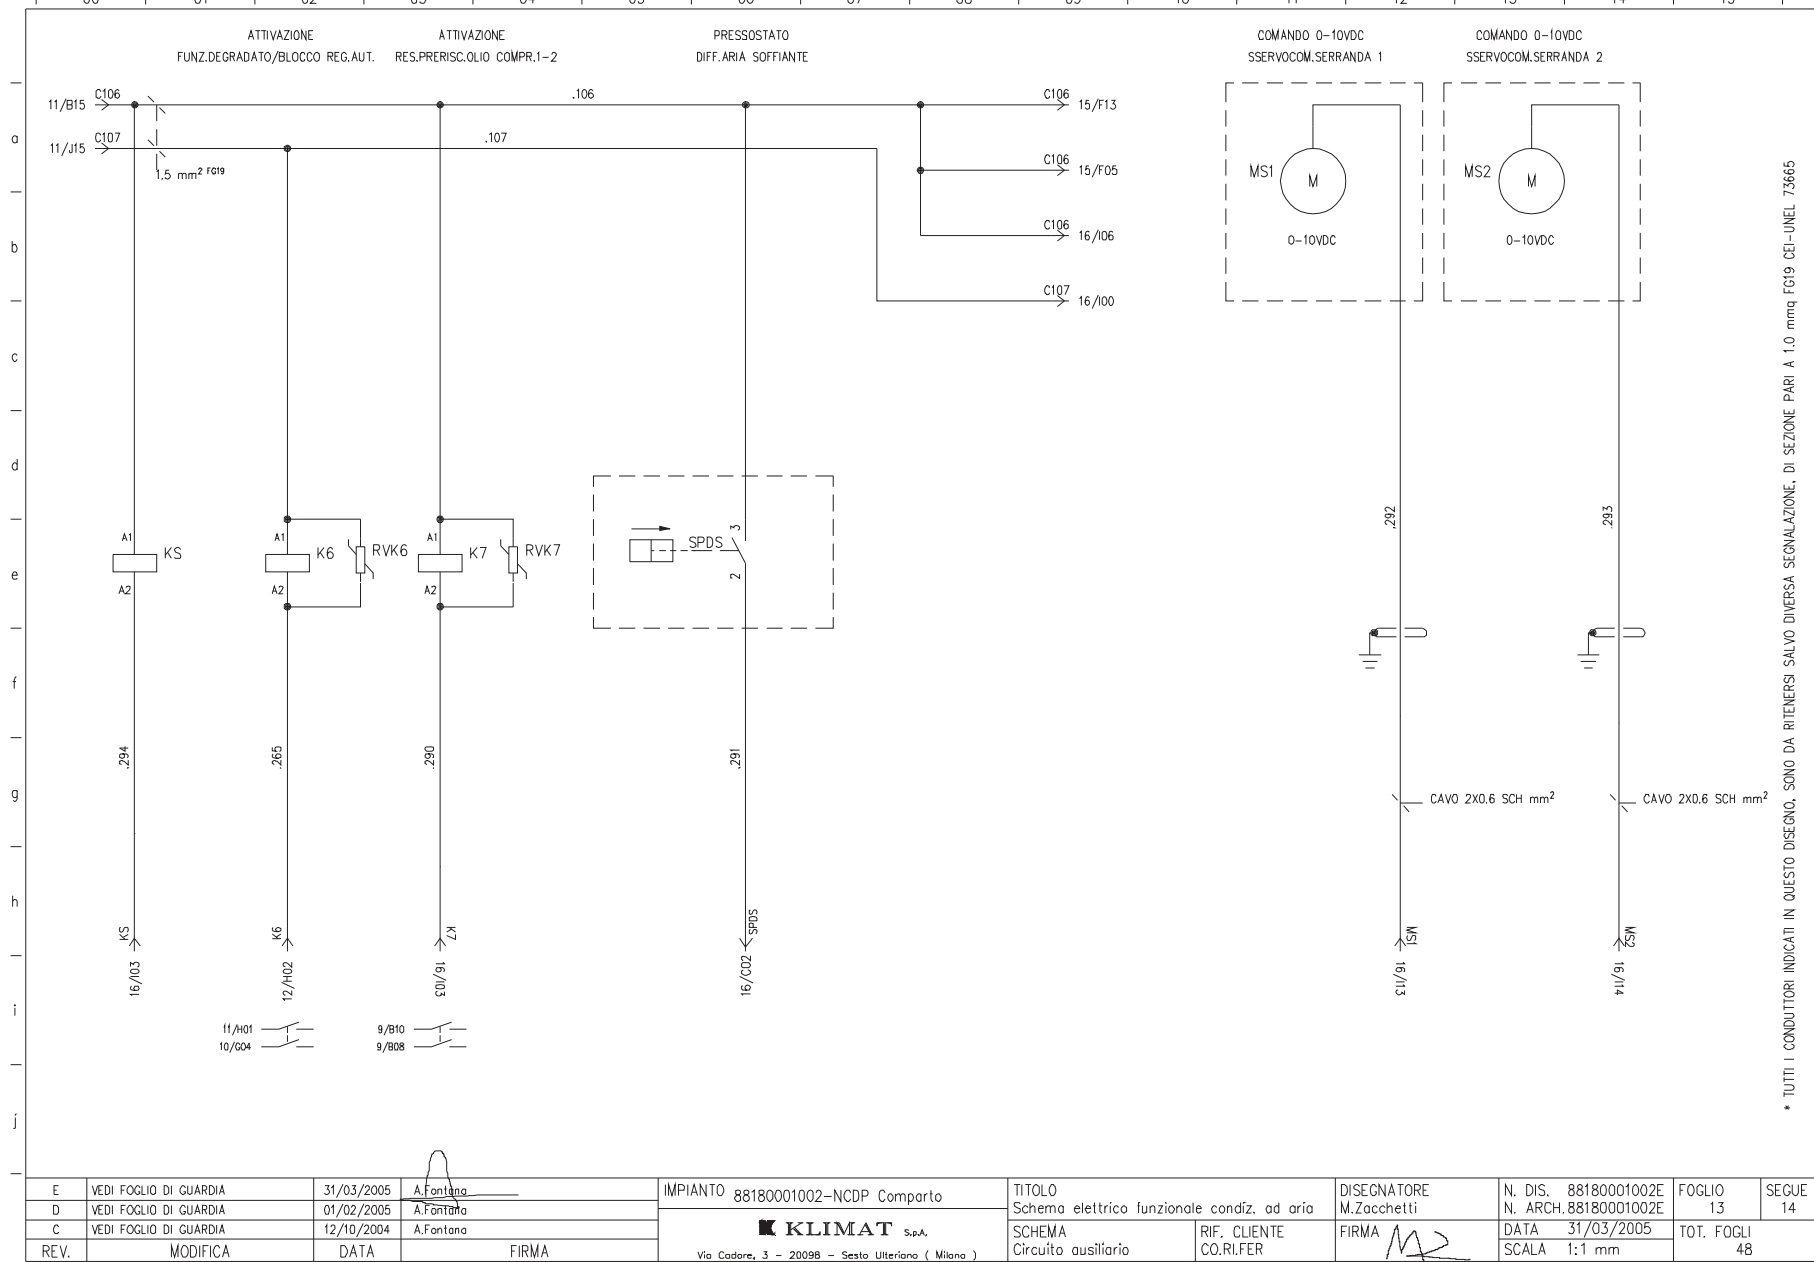 ATTIVAZIONE
FUNZ.DEGRADATO/BLOCCO REG.AUT.
ATTIVAZIONE
RES.PRERISC.OLIO COMPR.1-2
PRESSOSTATO
DIFF.ARIA SOFFIANTE
COMANDO 0-10VDC
SSERVOCOM.SERRANDA 1
COMANDO 0-10VDC
SSERVOCOM.SERRANDA 2
a
b
c
d
e
f
g
h
i
j
11/B15
C106
.106
C106
15/F13
11/J15
C107
.107
1,5 mm² FG19
C106
15/F05
C106
16/I06
C107
16/I00
MS1
M
0-10VDC
MS2
M
0-10VDC
A1
KS
A2
A1
K6
A2
RVK6
A1
K7
A2
RVK7
SPDS
3
2
.292
.293
.294
.265
.290
.291
CAVO 2X0.6 SCH mm²
CAVO 2X0.6 SCH mm²
KS
16/I03
K6
12/H02
K7
16/I03
SPDS
16/C02
MS1
16/I13
MS2
16/I14
11/H01
10/G04
9/B10
9/B08
* TUTTI I CONDUTTORI INDICATI IN QUESTO DISEGNO, SONO DA RITENERSI SALVO DIVERSA SEGNALAZIONE, DI SEZIONE PARI A 1.0 mmq FG19 CEI-UNEL 73665
E VEDI FOGLIO DI GUARDIA 31/03/2005 A.Fontana
D VEDI FOGLIO DI GUARDIA 01/02/2005 A.Fontana
C VEDI FOGLIO DI GUARDIA 12/10/2004 A.Fontana
REV. MODIFICA DATA FIRMA
IMPIANTO 88180001002-NCDP Comparto
KLIMAT S.p.A.
Via Cadore, 3 - 20098 - Sesto Ulteriano ( Milano )
TITOLO
Schema elettrico funzionale condiz. ad aria
SCHEMA
Circuito ausiliario
RIF. CLIENTE
CO.RI.FER
DISEGNATORE
M.Zacchetti
FIRMA
N. DIS. 88180001002E
N. ARCH. 88180001002E
DATA 31/03/2005
SCALA 1:1 mm
FOGLIO
13
SEGUE
14
TOT. FOGLI
48